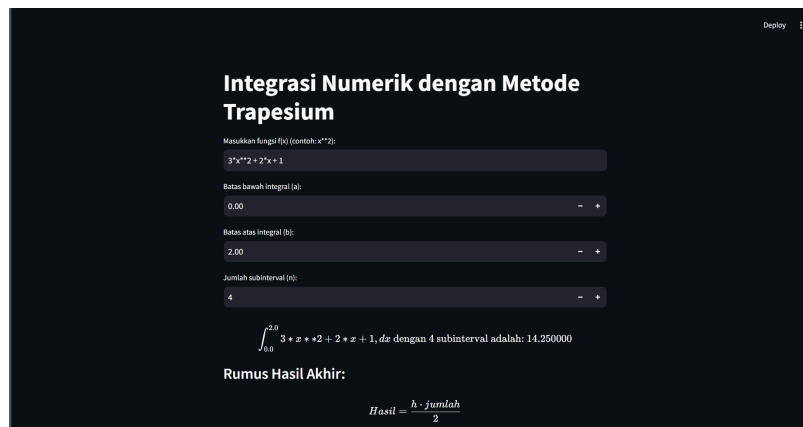 Deploy
Integrasi Numerik dengan Metode
Trapesium
Masukkan fungsi f(x) (contoh: x**2):
3*x**2 + 2*x + 1
Batas bawah integral (a):
0.00
Batas atas integral (b):
2.00
Jumlah subinterval (n):
4
∫_{0.0}^{2.0} 3 * x * *2 + 2 * x + 1, dx dengan 4 subinterval adalah: 14.250000
Rumus Hasil Akhir:
Hasil = \frac{h · jumlah}{2}